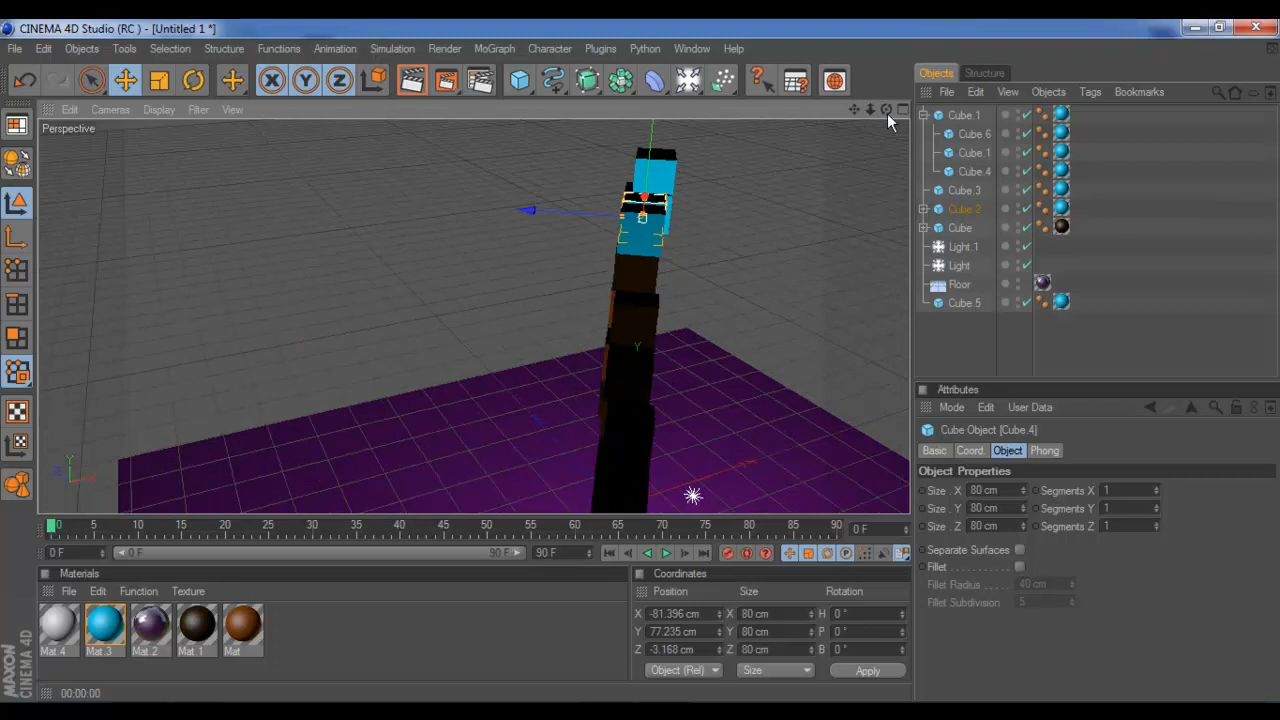 CINEMA 4D Studio (RC ) - [Untitled 1 *]
File Edit Objects Tools Selection Structure Functions Animation Simulation Render MoGraph Character Plugins Python Window Help
X Y Z
Objects Structure
Edit Cameras Display Filter View
File Edit View Objects Tags Bookmarks
Perspective
Cube.1
Cube.6
Cube.1
Cube.4
Cube.3
Cube.2
Cube
Light.1
Light
Floor
Cube.5
Y
Y
Attributes
Mode Edit User Data
Cube Object [Cube.4]
Basic Coord. Object Phong
Object Properties
Size . X 80 cm Segments X 1
Size . Y 80 cm Segments Y 1
Size . Z 80 cm Segments Z 1
Separate Surfaces
Fillet
Fillet Radius 40 cm
Fillet Subdivision 5
0 5 10 15 20 25 30 35 40 45 50 55 60 65 70 75 80 85 90 0 F
0 F 0 F 90 F 90 F
Materials
File Edit Function Texture
Mat.4 Mat.3 Mat.2 Mat.1 Mat
Coordinates
Position Size Rotation
X -81.396 cm X 80 cm H 0 °
Y 77.235 cm Y 80 cm P 0 °
Z -3.168 cm Z 80 cm B 0 °
Object (Rel) Size Apply
MAXON
CINEMA 4D
00:00:00